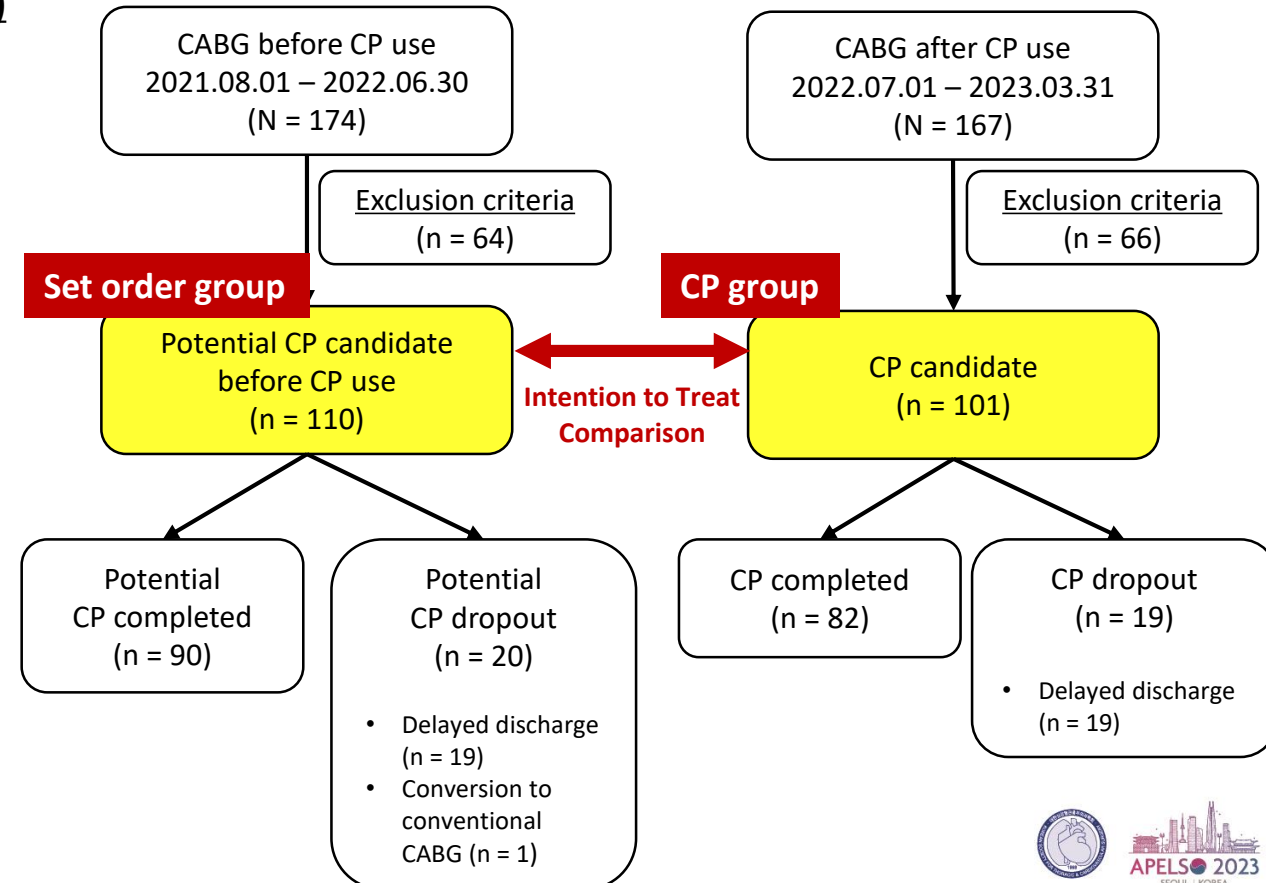 CABG before CP use
2021.08.01 – 2022.06.30
(N = 174)
CABG after CP use
2022.07.01 – 2023.03.31
(N = 167)
Exclusion criteria
(n = 64)
Exclusion criteria
(n = 66)
Set order group
CP group
Potential CP candidate
before CP use
(n = 110)
Intention to Treat
Comparison
CP candidate
(n = 101)
Potential
CP completed
(n = 90)
Potential
CP dropout
(n = 20)
• Delayed discharge
(n = 19)
• Conversion to
conventional
CABG (n = 1)
CP completed
(n = 82)
CP dropout
(n = 19)
• Delayed discharge
(n = 19)
APELSO 2023
SEOUL | KOREA